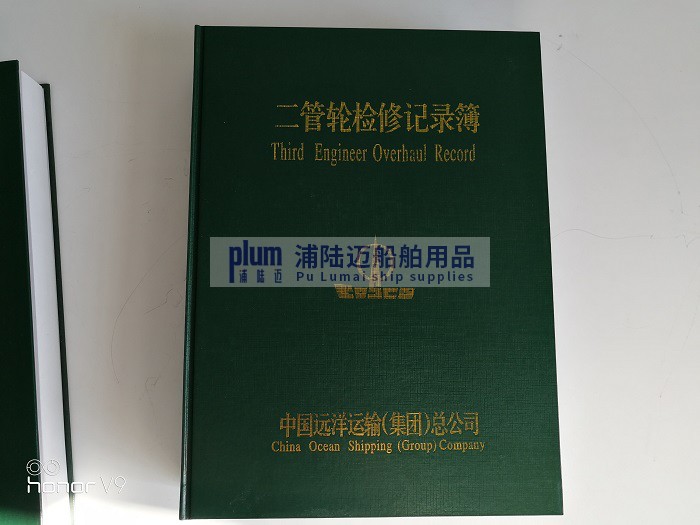 二管轮检修记录簿
Third Engineer Overhaul Record
plum 浦陆迈船舶用品
浦陆迈 Pu Lumai ship supplies
中国远洋运输(集团)总公司
China Ocean Shipping (Group) Company
honor V9